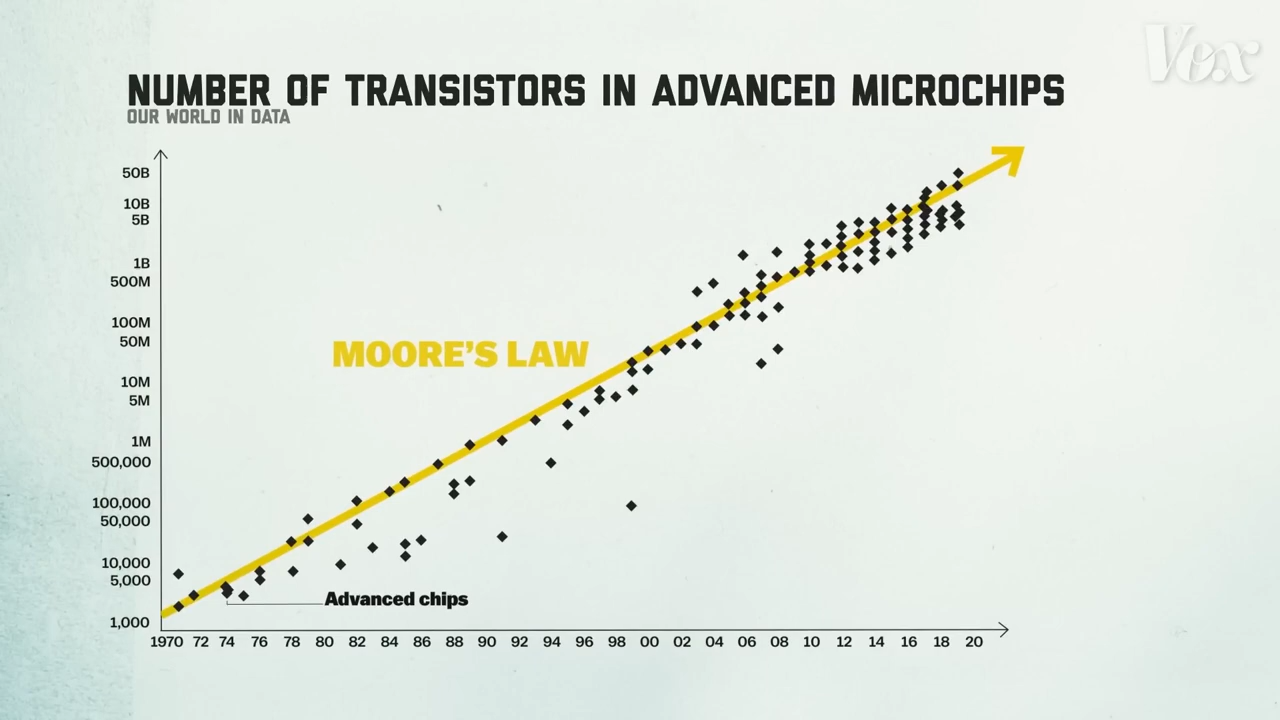 Vox
NUMBER OF TRANSISTORS IN ADVANCED MICROCHIPS
OUR WORLD IN DATA
50B
10B
5B
1B
500M
100M
50M
10M
5M
1M
500,000
100,000
50,000
10,000
5,000
1,000
MOORE'S LAW
Advanced chips
1970 72 74 76 78 80 82 84 86 88 90 92 94 96 98 00 02 04 06 08 10 12 14 16 18 20